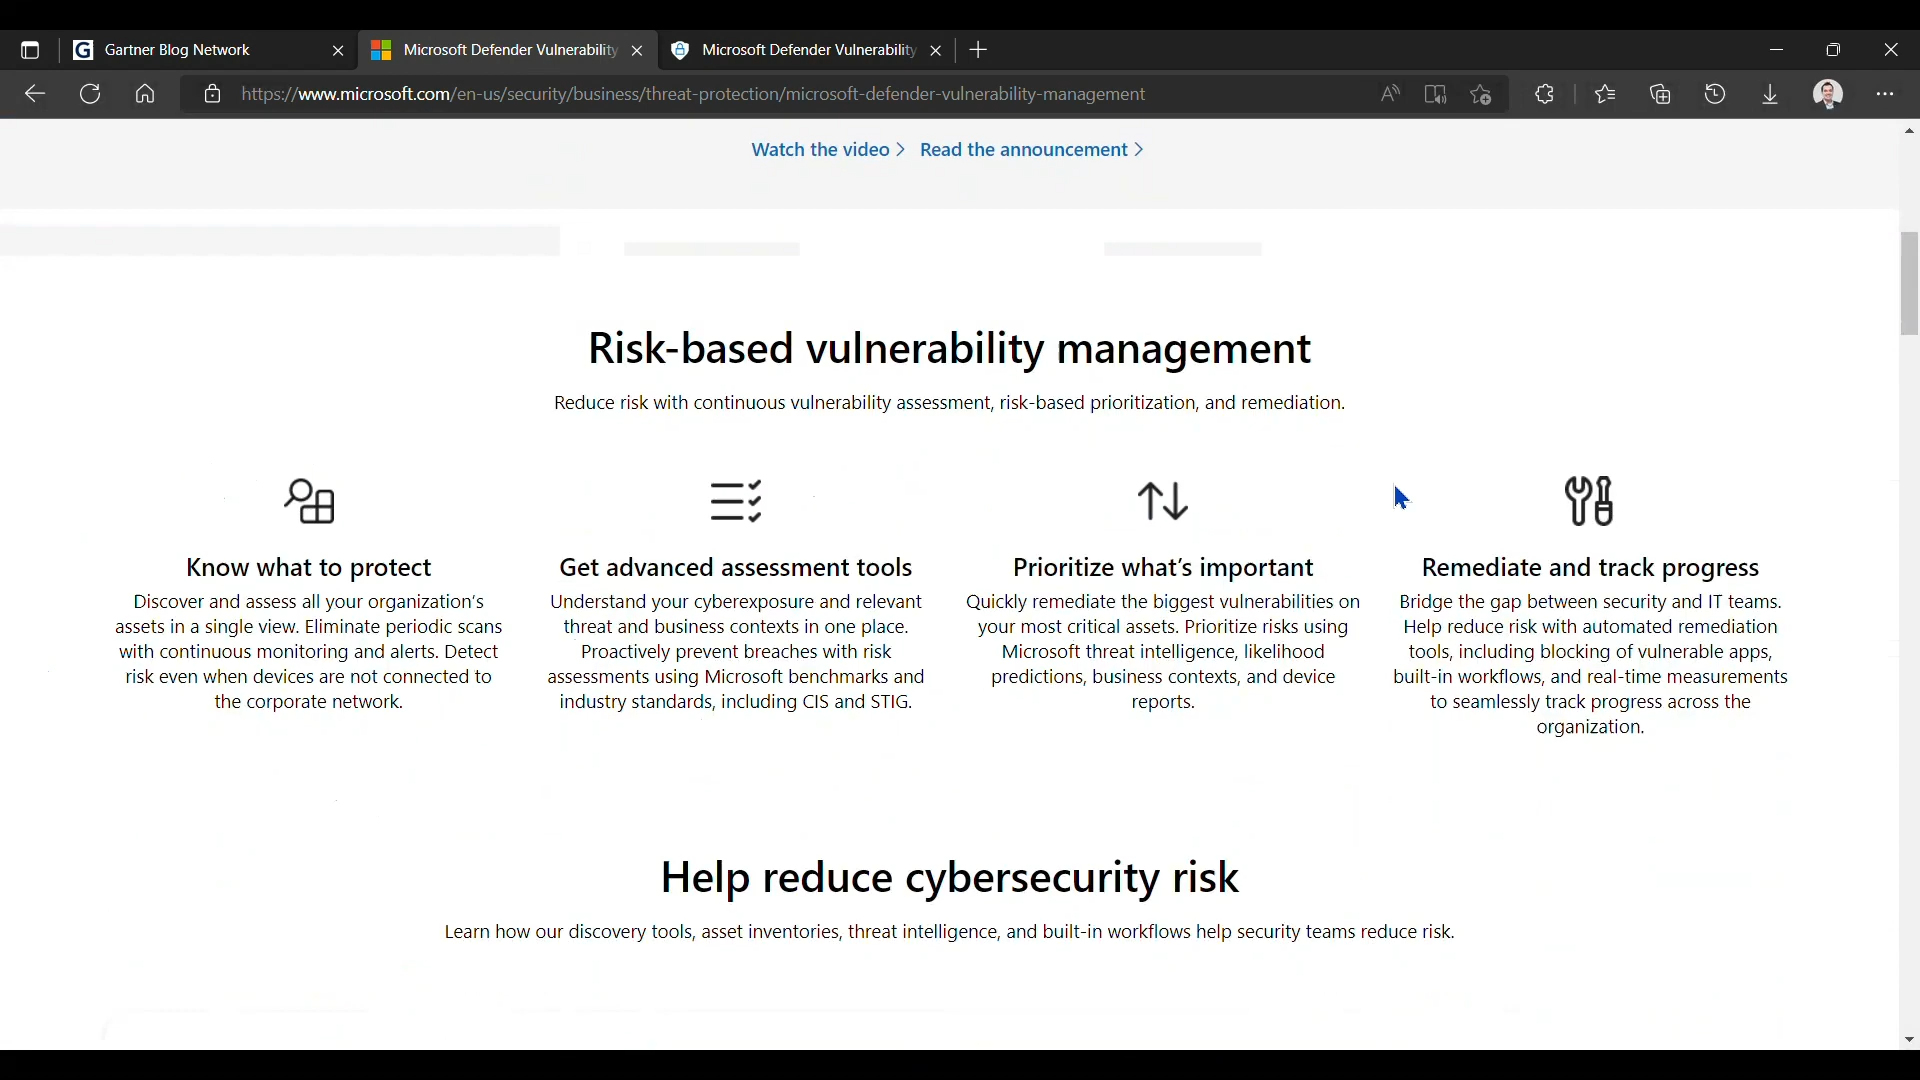 Gartner Blog Network
Microsoft Defender Vulnerability
Microsoft Defender Vulnerability
https://www.microsoft.com/en-us/security/business/threat-protection/microsoft-defender-vulnerability-management
Watch the video > Read the announcement >
Risk-based vulnerability management
Reduce risk with continuous vulnerability assessment, risk-based prioritization, and remediation.
Know what to protect
Discover and assess all your organization's
assets in a single view. Eliminate periodic scans
with continuous monitoring and alerts. Detect
risk even when devices are not connected to
the corporate network.
Get advanced assessment tools
Understand your cyberexposure and relevant
threat and business contexts in one place.
Proactively prevent breaches with risk
assessments using Microsoft benchmarks and
industry standards, including CIS and STIG.
Prioritize what's important
Quickly remediate the biggest vulnerabilities on
your most critical assets. Prioritize risks using
Microsoft threat intelligence, likelihood
predictions, business contexts, and device
reports.
Remediate and track progress
Bridge the gap between security and IT teams.
Help reduce risk with automated remediation
tools, including blocking of vulnerable apps,
built-in workflows, and real-time measurements
to seamlessly track progress across the
organization.
Help reduce cybersecurity risk
Learn how our discovery tools, asset inventories, threat intelligence, and built-in workflows help security teams reduce risk.